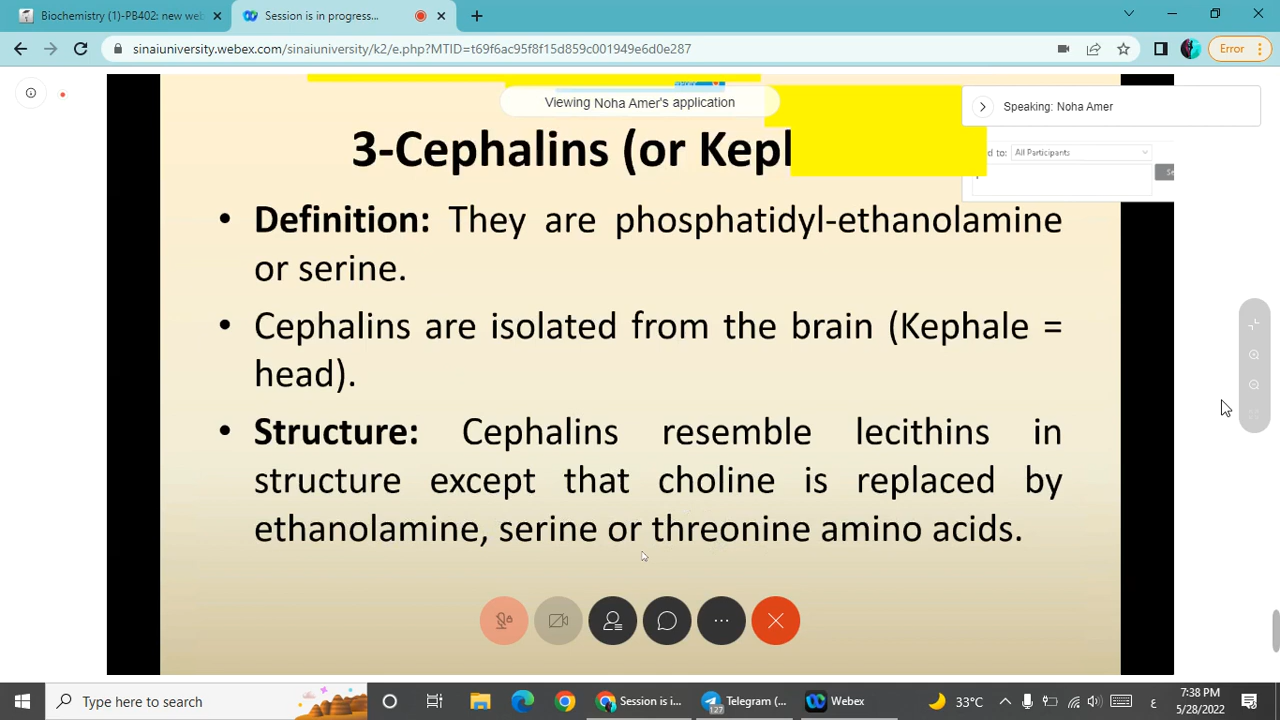 Biochemistry (1)-PB402: new web
Session is in progress...
sinaiuniversity.webex.com/sinaiuniversity/k2/e.php?MTID=t69f6ac95f8f15d859c001949e6d0e287
Error
Viewing Noha Amer's application
Speaking: Noha Amer
d to: All Participants
3-Cephalins (or Keph
• Definition: They are phosphatidyl-ethanolamine
or serine.
• Cephalins are isolated from the brain (Kephale =
head).
• Structure: Cephalins resemble lecithins in
structure except that choline is replaced by
ethanolamine, serine or threonine amino acids.
Type here to search
Session is i...
Telegram (...
127
Webex
33°C
ع
7:38 PM
5/28/2022